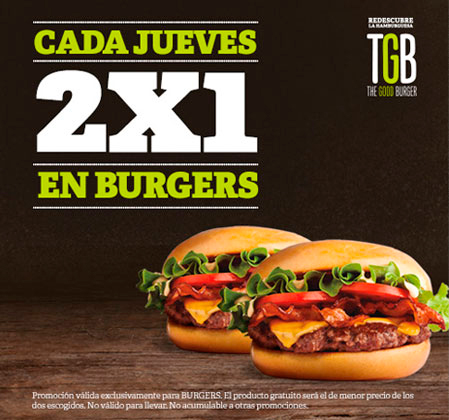 CADA JUEVES
2X1
EN BURGERS
REDESCUBRE
LA HAMBURGUESA
TGB
THE GOOD BURGER
Promoción válida exclusivamente para BURGERS. El producto gratuito será el de menor precio de los
dos escogidos. No válido para llevar. No acumulable a otras promociones.